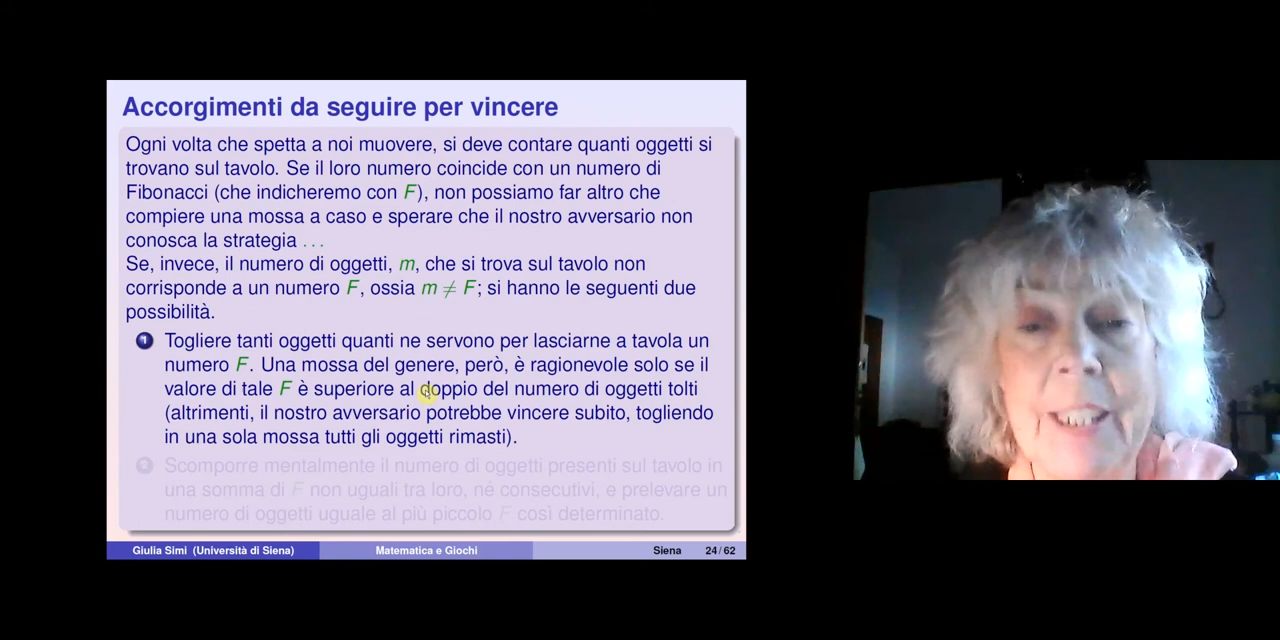 Accorgimenti da seguire per vincere
Ogni volta che spetta a noi muovere, si deve contare quanti oggetti si
trovano sul tavolo. Se il loro numero coincide con un numero di
Fibonacci (che indicheremo con F), non possiamo far altro che
compiere una mossa a caso e sperare che il nostro avversario non
conosca la strategia . . .
Se, invece, il numero di oggetti, m, che si trova sul tavolo non
corrisponde a un numero F, ossia m ≠ F; si hanno le seguenti due
possibilità.
1 Togliere tanti oggetti quanti ne servono per lasciarne a tavola un
numero F. Una mossa del genere, però, è ragionevole solo se il
valore di tale F è superiore al doppio del numero di oggetti tolti
(altrimenti, il nostro avversario potrebbe vincere subito, togliendo
in una sola mossa tutti gli oggetti rimasti).
2 Scomporre mentalmente il numero di oggetti presenti sul tavolo in
una somma di F non uguali tra loro, né consecutivi, e prelevare un
numero di oggetti uguale al più piccolo F così determinato.
Giulia Simi (Università di Siena) Matematica e Giochi Siena 24 / 62